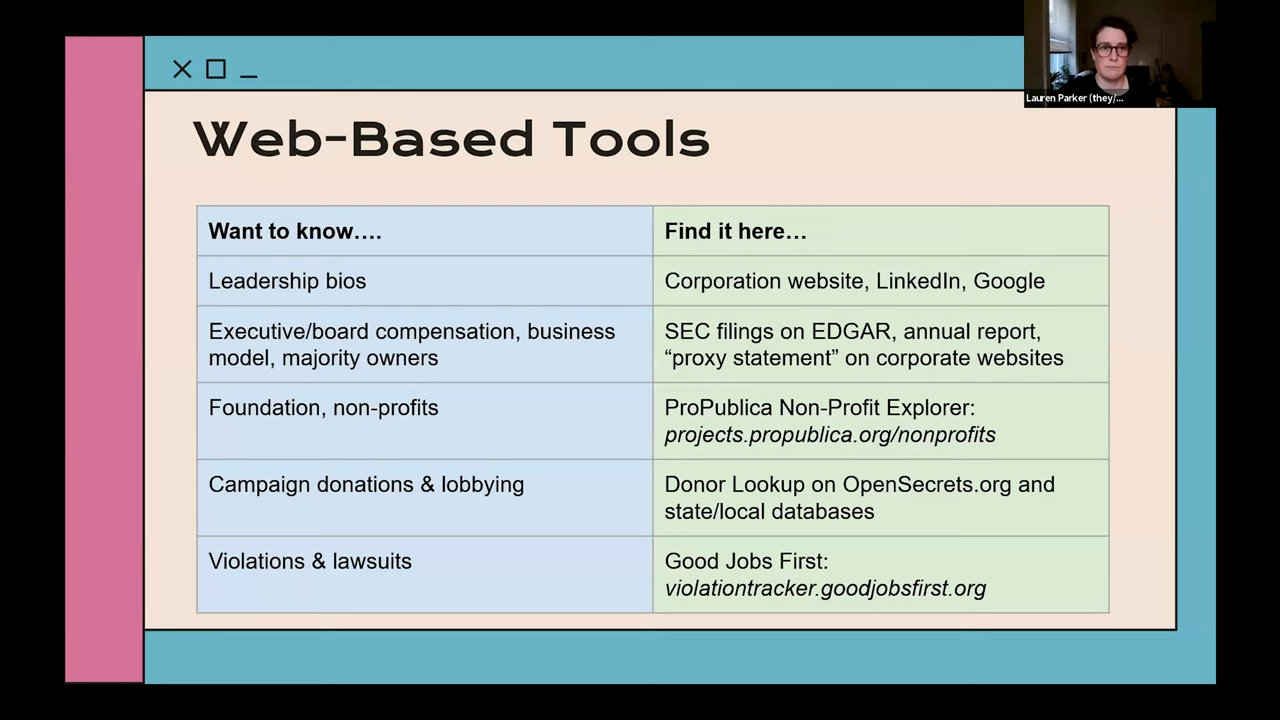 Lauren Parker (they/...
Web-Based Tools
Want to know....
Find it here...
Leadership bios
Corporation website, LinkedIn, Google
Executive/board compensation, business
model, majority owners
SEC filings on EDGAR, annual report,
“proxy statement” on corporate websites
Foundation, non-profits
ProPublica Non-Profit Explorer:
projects.propublica.org/nonprofits
Campaign donations & lobbying
Donor Lookup on OpenSecrets.org and
state/local databases
Violations & lawsuits
Good Jobs First:
violationtracker.goodjobsfirst.org